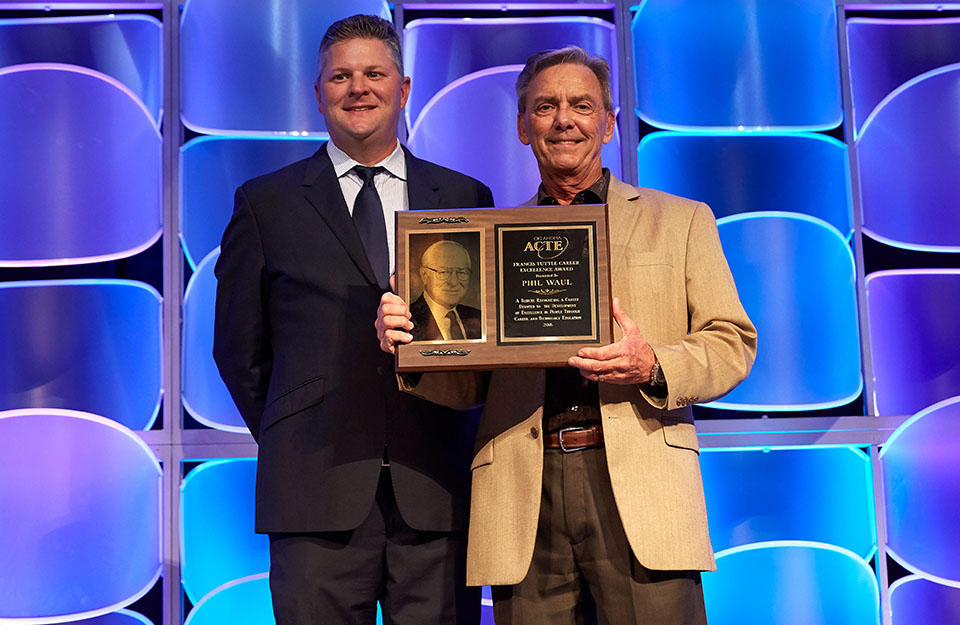 OKLAHOMA
ACTE
FRANCIS TUTTLE CAREER
EXCELLENCE AWARD
Presented To
PHIL WAUL
A TRIBUTE RECOGNIZING A CAREER
DEVOTED TO THE DEVELOPMENT
OF EXCELLENCE IN PEOPLE THROUGH
CAREER AND TECHNOLOGY EDUCATION
2016